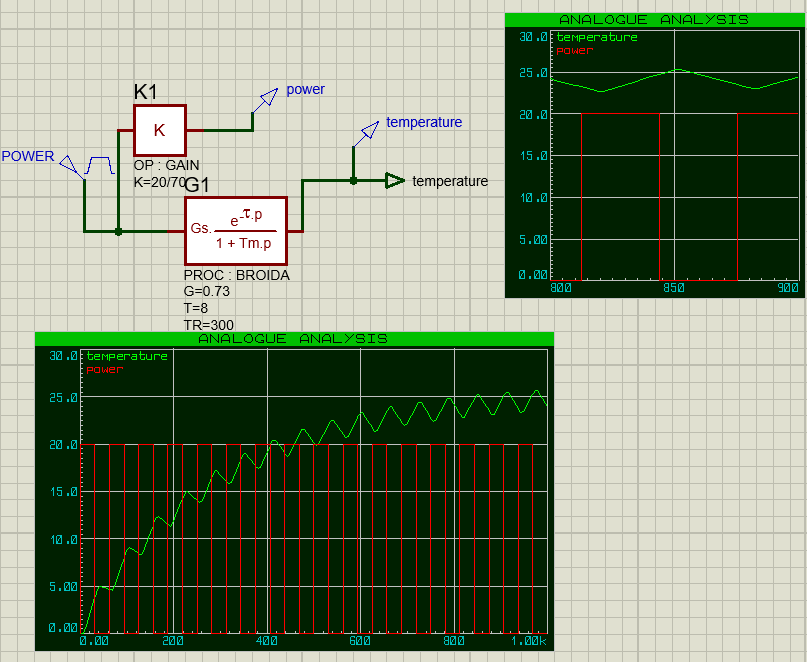 K1
power
K
POWER
OP : GAIN
K=20/70
temperature
temperature
G1
Gs. e-τ.p
1 + Tm.p
PROC : BROIDA
G=0.73
T=8
TR=300
ANALOGUE ANALYSIS
30.0
temperature
power
25.0
20.0
15.0
10.0
5.00
0.00
800
850
900
ANALOGUE ANALYSIS
30.0
temperature
power
25.0
20.0
15.0
10.0
5.00
0.00
0.00
200
400
600
800
1.00k